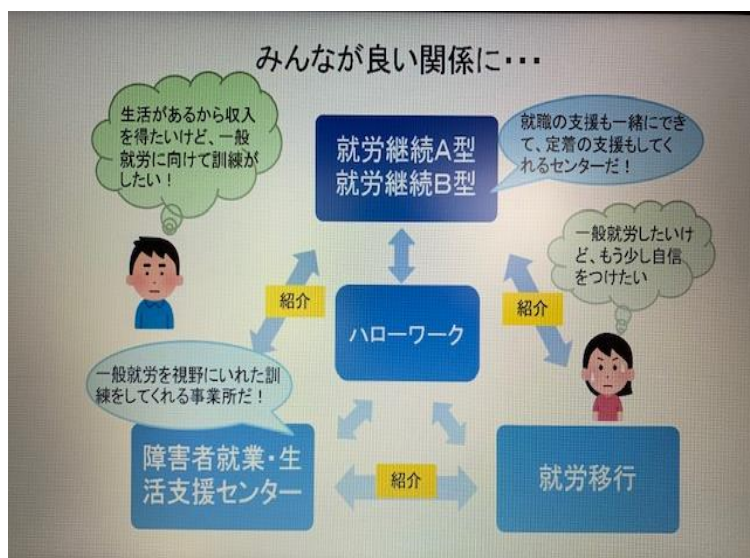 みんなが良い関係に・・・
生活があるから収入
を得たいけど、一般
就労に向けて訓練が
したい！
就労継続A型
就労継続B型
就職の支援も一緒にでき
て、定着の支援もしてく
れるセンターだ！
一般就労したいけ
ど、もう少し自信
をつけたい
紹介
紹介
ハローワーク
一般就労を視野にいれた訓
練をしてくれる事業所だ！
障害者就業・生
活支援センター
紹介
就労移行